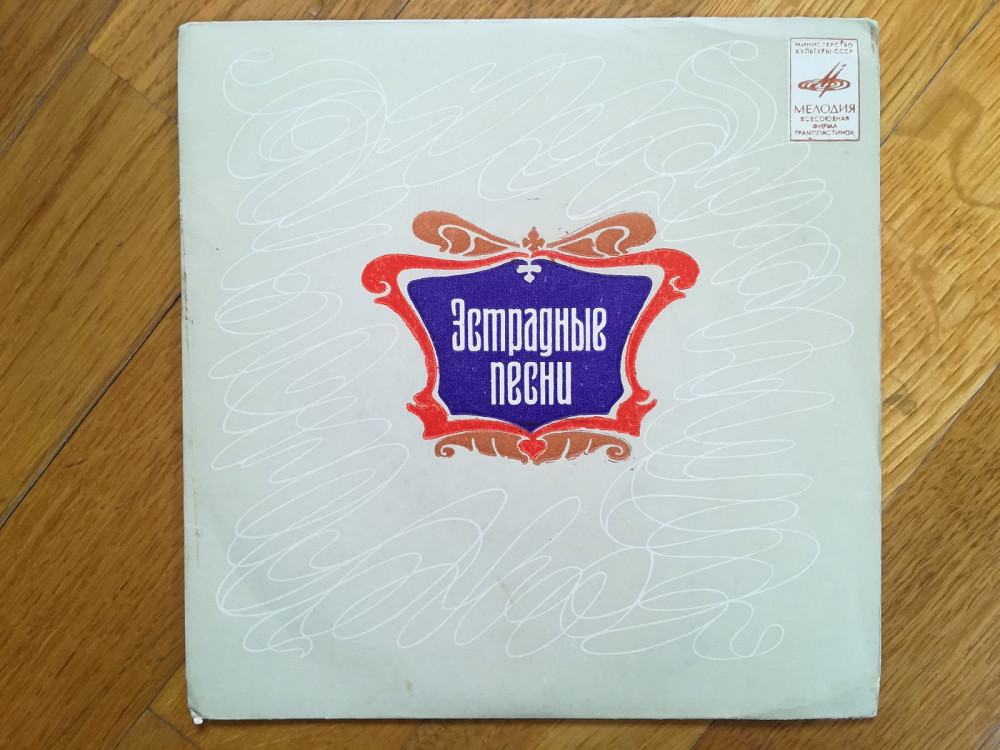 МИНИСТЕРСТВО
КУЛЬТУРЫ СССР
МЕЛОДИЯ
ВСЕСОЮЗНАЯ
ФИРМА
ГРАМПЛАСТИНОК
Эстрадные
песни